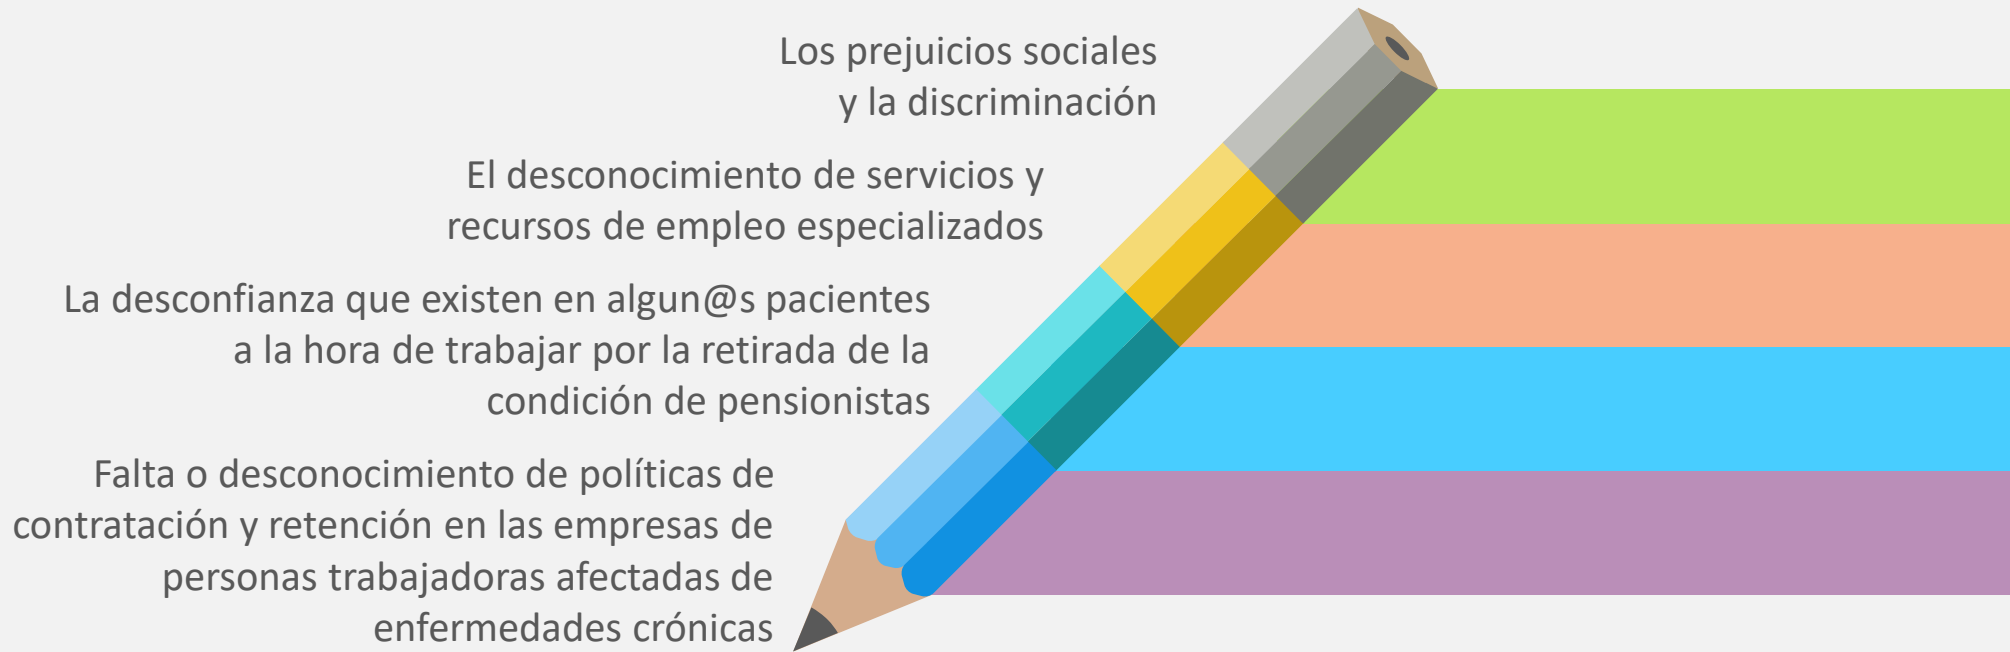 Los prejuicios sociales
y la discriminación
El desconocimiento de servicios y
recursos de empleo especializados
La desconfianza que existen en algun@s pacientes
a la hora de trabajar por la retirada de la
condición de pensionistas
Falta o desconocimiento de políticas de
contratación y retención en las empresas de
personas trabajadoras afectadas de
enfermedades crónicas